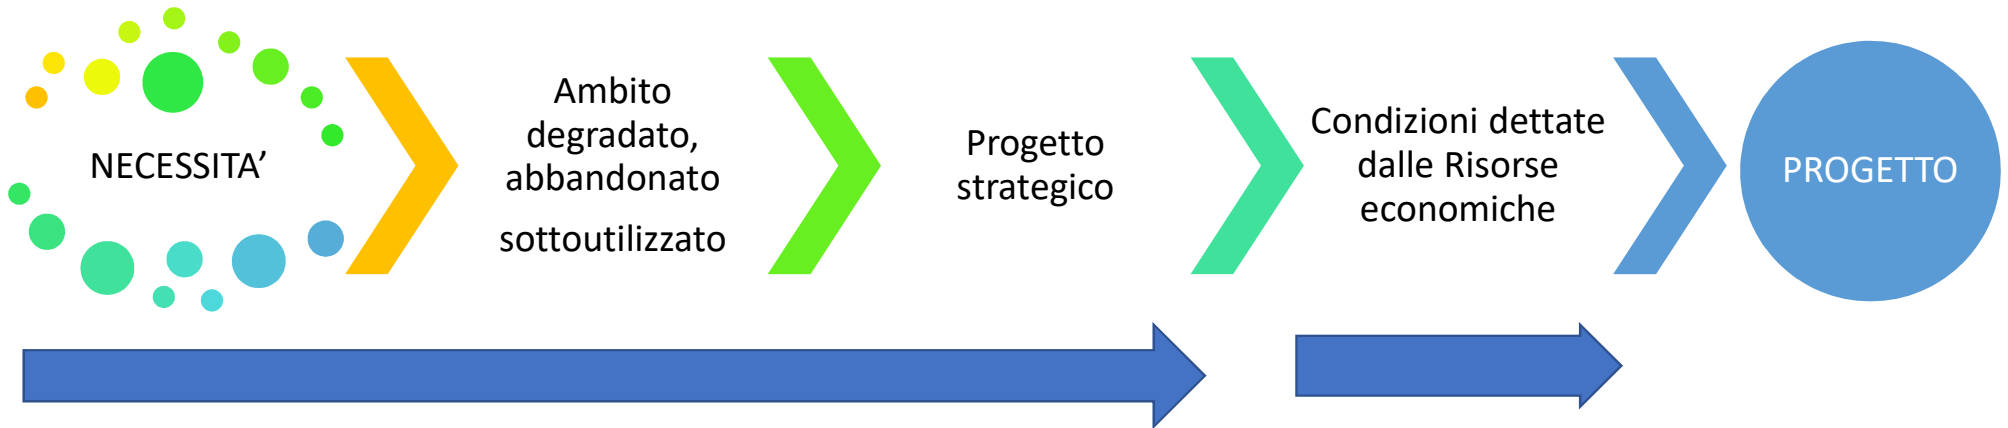 NECESSITA’
Ambito
degradato,
abbandonato
sottoutilizzato
Progetto
strategico
Condizioni dettate
dalle Risorse
economiche
PROGETTO